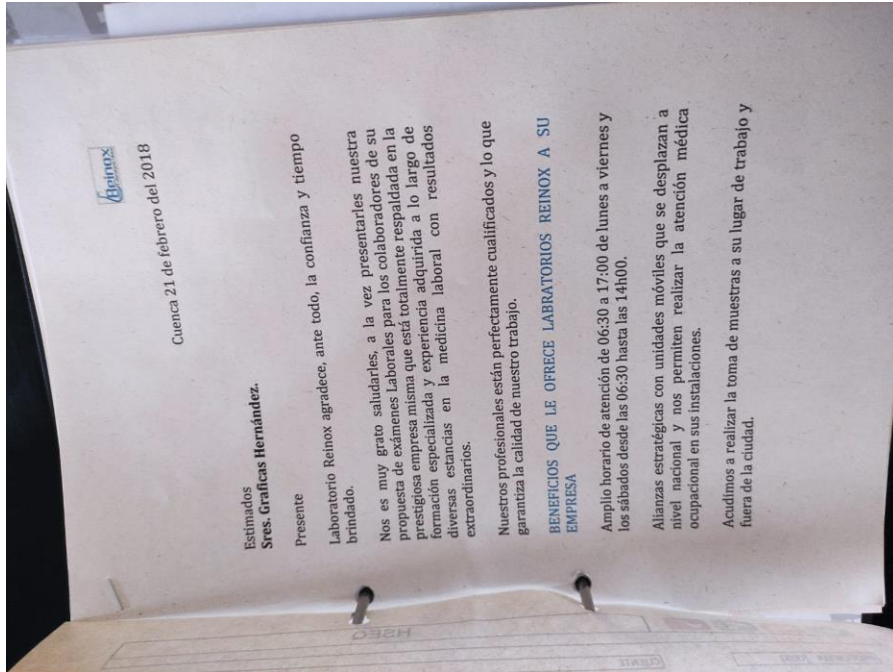 Reinox
Cuenca 21 de febrero del 2018
Estimados
Sres. Graficas Hernández.
Presente
Laboratorio Reinox agradece, ante todo, la confianza y tiempo
brindado.
Nos es muy grato saludarles, a la vez presentarles nuestra
propuesta de exámenes Laborales para los colaboradores de su
prestigiosa empresa misma que está totalmente respaldada en la
formación especializada y experiencia adquirida a lo largo de
diversas estancias en la medicina laboral con resultados
extraordinarios.
Nuestros profesionales están perfectamente cualificados y lo que
garantiza la calidad de nuestro trabajo.
BENEFICIOS QUE LE OFRECE LABRATORIOS REINOX A SU
EMPRESA
Amplio horario de atención de 06:30 a 17:00 de lunes a viernes y
los sábados desde las 06:30 hasta las 14h00.
Alianzas estratégicas con unidades móviles que se desplazan a
nivel nacional y nos permiten realizar la atención médica
ocupacional en sus instalaciones.
Acudimos a realizar la toma de muestras a su lugar de trabajo y
fuera de la ciudad.
HSEQ
CLIENTE